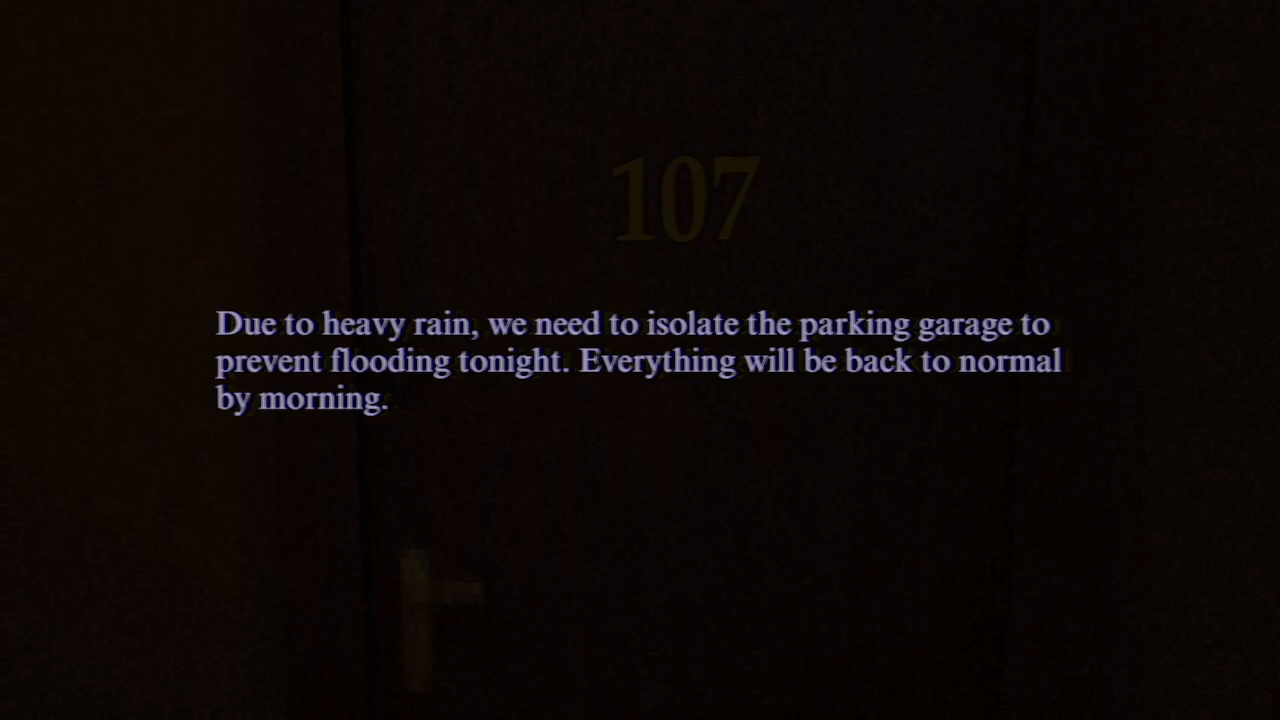 107
Due to heavy rain, we need to isolate the parking garage to
prevent flooding tonight. Everything will be back to normal
by morning.